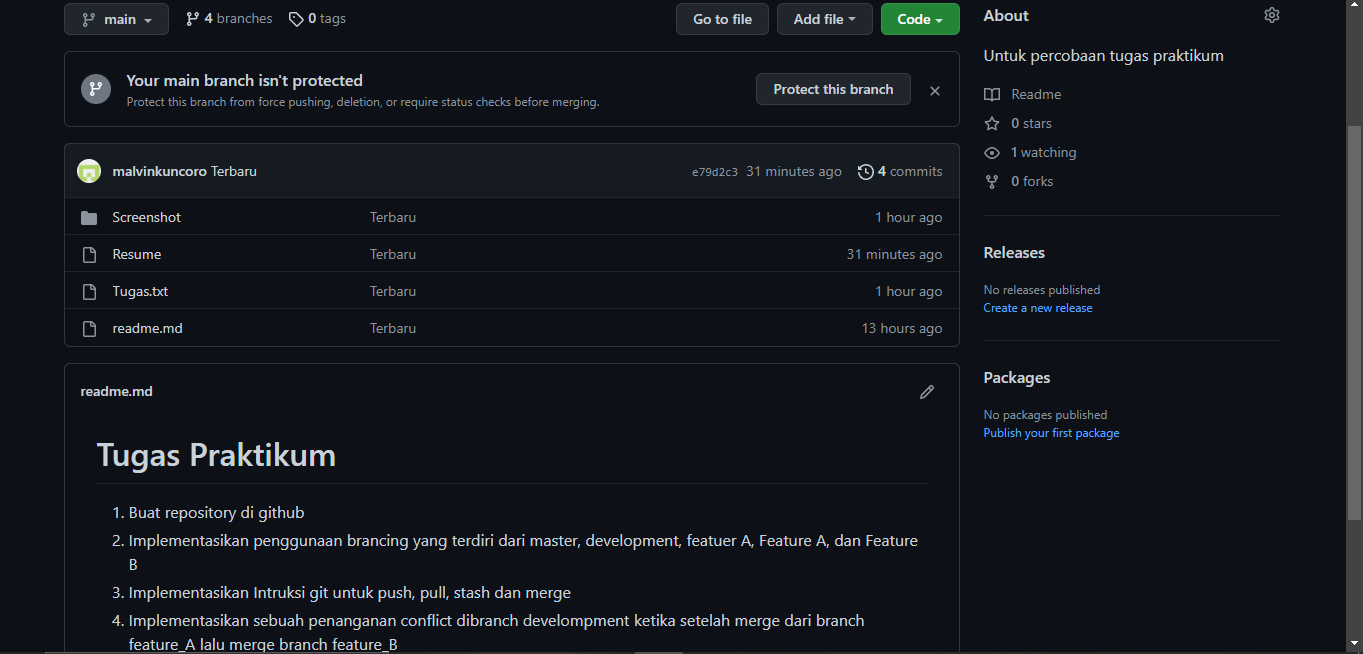 main
4 branches
0 tags
Go to file
Add file
Code
Your main branch isn't protected
Protect this branch from force pushing, deletion, or require status checks before merging.
Protect this branch
malvinkuncoro Terbaru
e79d2c3 31 minutes ago
4 commits
Screenshot
Terbaru
1 hour ago
Resume
Terbaru
31 minutes ago
Tugas.txt
Terbaru
1 hour ago
readme.md
Terbaru
13 hours ago
readme.md
Tugas Praktikum
1. Buat repository di github
2. Implementasikan penggunaan brancing yang terdiri dari master, development, featuer A, Feature A, dan Feature
B
3. Implementasikan Intruksi git untuk push, pull, stash dan merge
4. Implementasikan sebuah penanganan conflict dibranch develompment ketika setelah merge dari branch
feature_A lalu merge branch feature_B
About
Untuk percobaan tugas praktikum
Readme
0 stars
1 watching
0 forks
Releases
No releases published
Create a new release
Packages
No packages published
Publish your first package